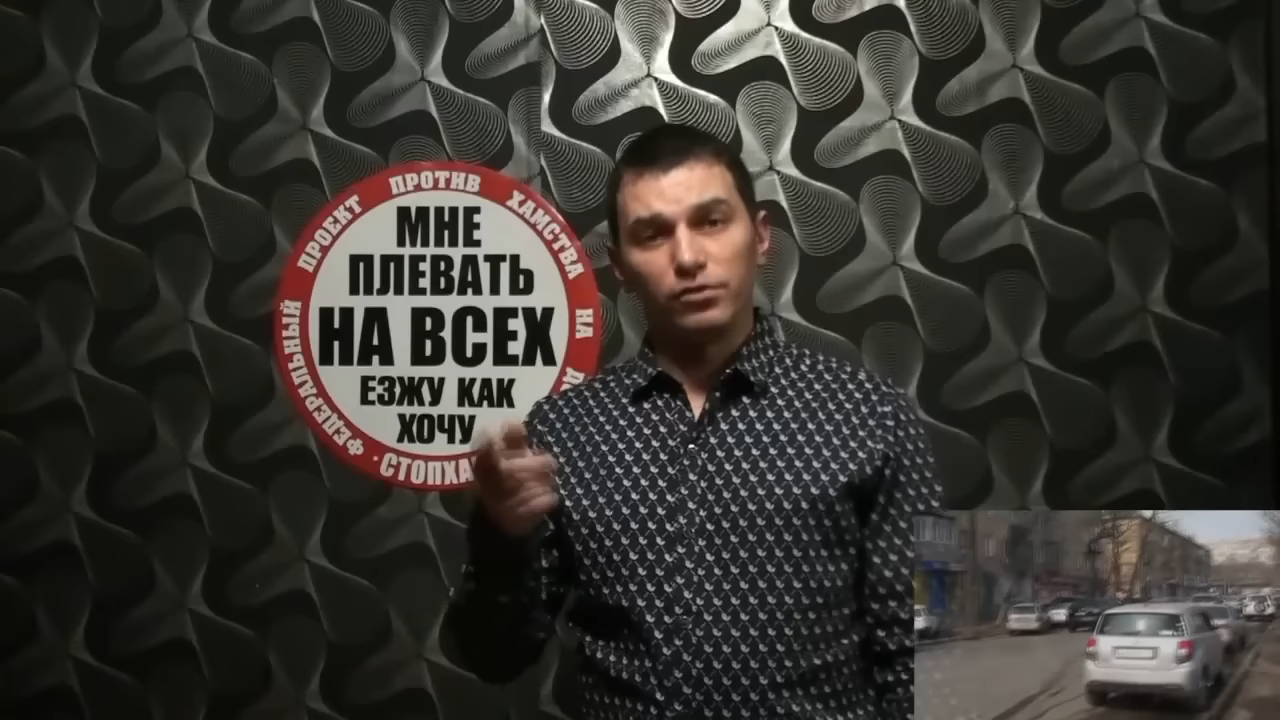 ФЕДЕРАЛЬНЫЙ ПРОЕКТ ПРОТИВ ХАМСТВА НА
МНЕ
ПЛЕВАТЬ
НА ВСЕХ
ЕЗЖУ КАК
ХОЧУ